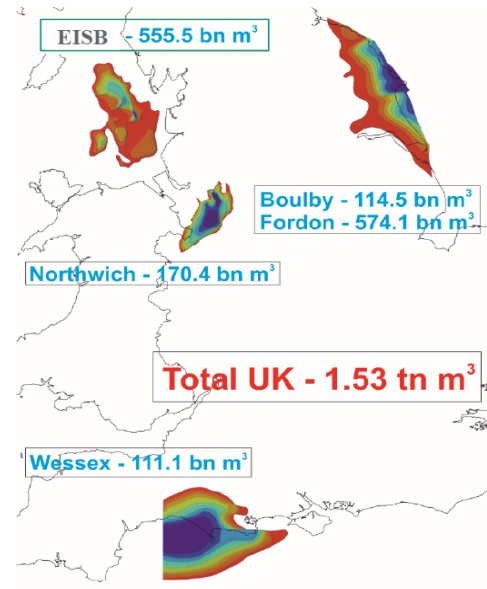 EISB - 555.5 bn m³
Boulby - 114.5 bn m³
Fordon - 574.1 bn m³
Northwich - 170.4 bn m³
Total UK - 1.53 tn m³
Wessex - 111.1 bn m³